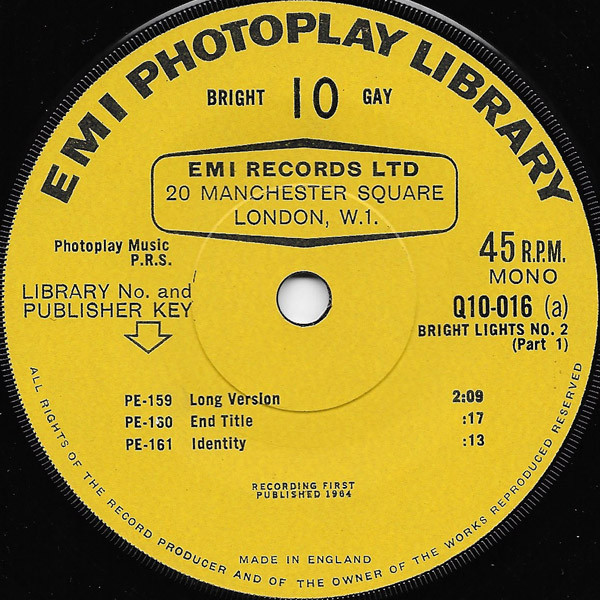 EMI PHOTOPLAY LIBRARY
BRIGHT 10 GAY
EMI RECORDS LTD
20 MANCHESTER SQUARE
LONDON, W.1.
Photoplay Music
P.R.S.
45 R.P.M.
MONO
LIBRARY No. and
PUBLISHER KEY
Q10-016 (a)
BRIGHT LIGHTS NO. 2
(Part 1)
PE-159 Long Version 2:09
PE-130 End Title :17
PE-161 Identity :13
RECORDING FIRST
PUBLISHED 1964
MADE IN ENGLAND
ALL RIGHTS OF THE RECORD PRODUCER AND OF THE OWNER OF THE WORKS REPRODUCED RESERVED